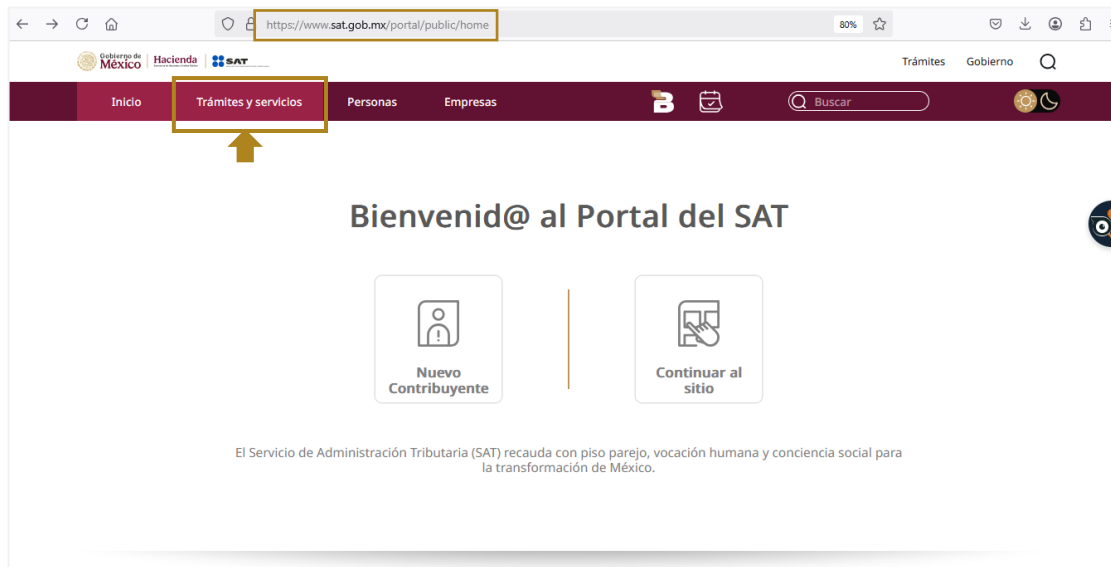 https://www.sat.gob.mx/portal/public/home
80%
Gobierno de
México
Hacienda
SAT
Trámites
Gobierno
Inicio
Trámites y servicios
Personas
Empresas
B
Buscar
Bienvenid@ al Portal del SAT
Nuevo
Contribuyente
Continuar al
sitio
El Servicio de Administración Tributaria (SAT) recauda con piso parejo, vocación humana y conciencia social para
la transformación de México.